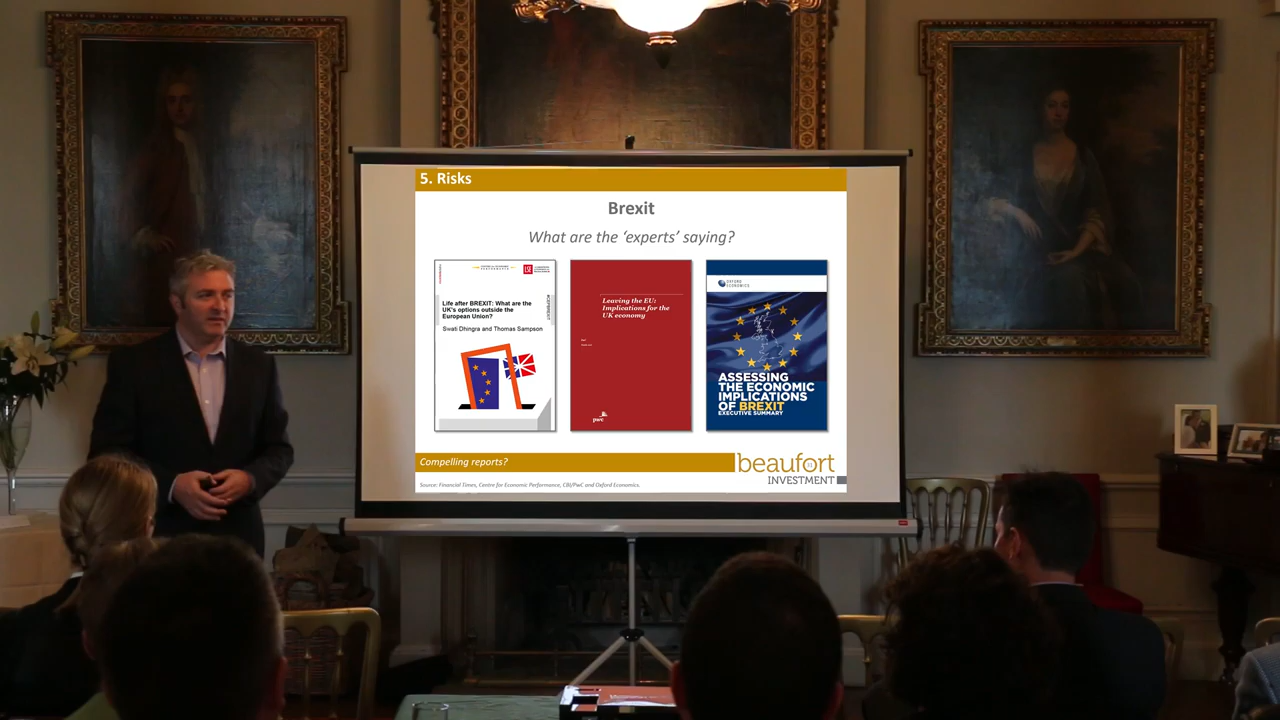 5. Risks
Brexit
What are the ‘experts’ saying?
Life after BREXIT: What are the
UK's options outside the
European Union?
Swati Dhingra and Thomas Sampson
Leaving the EU:
Implications for the
UK economy
pwc
OXFORD
ECONOMICS
ASSESSING
THE ECONOMIC
IMPLICATIONS
OF BREXIT
EXECUTIVE SUMMARY
Compelling reports?
beaufort
INVESTMENT
Source: Financial Times, Centre for Economic Performance, CBI/PwC and Oxford Economics.